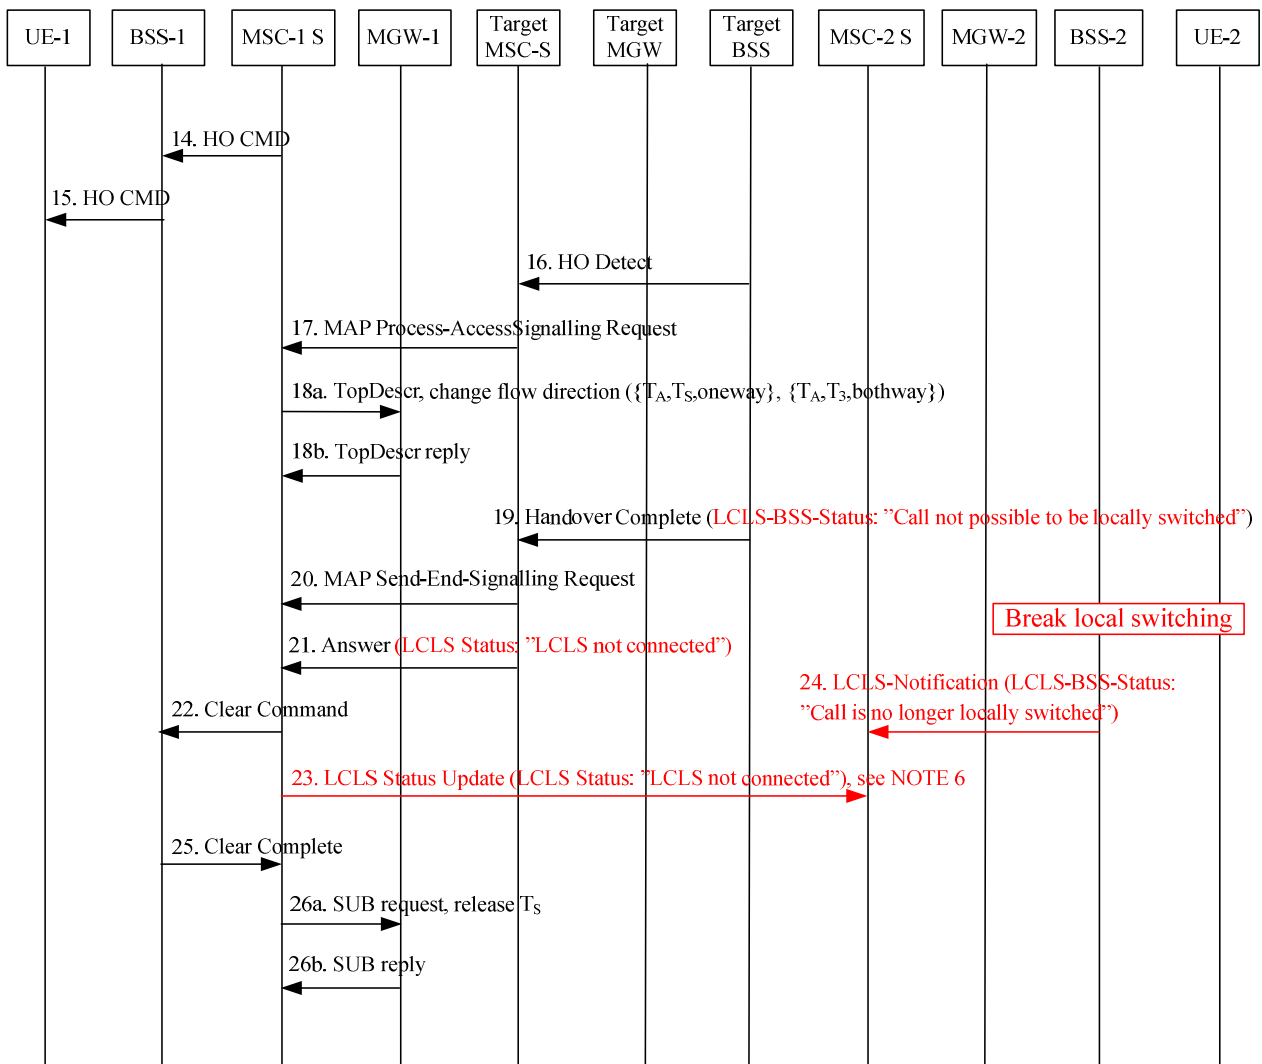 UE-1
BSS-1
MSC-1 S
MGW-1
Target
MSC-S
Target
MGW
Target
BSS
MSC-2 S
MGW-2
BSS-2
UE-2
14. HO CMD
15. HO CMD
16. HO Detect
17. MAP Process-AccessSignalling Request
18a. TopDescr, change flow direction ({TA,TS,oneway}, {TA,T3,bothway})
18b. TopDescr reply
19. Handover Complete (LCLS-BSS-Status: ”Call not possible to be locally switched”)
20. MAP Send-End-Signalling Request
Break local switching
21. Answer (LCLS Status: ”LCLS not connected”)
24. LCLS-Notification (LCLS-BSS-Status:
”Call is no longer locally switched”)
22. Clear Command
23. LCLS Status Update (LCLS Status: ”LCLS not connected”), see NOTE 6
25. Clear Complete
26a. SUB request, release TS
26b. SUB reply